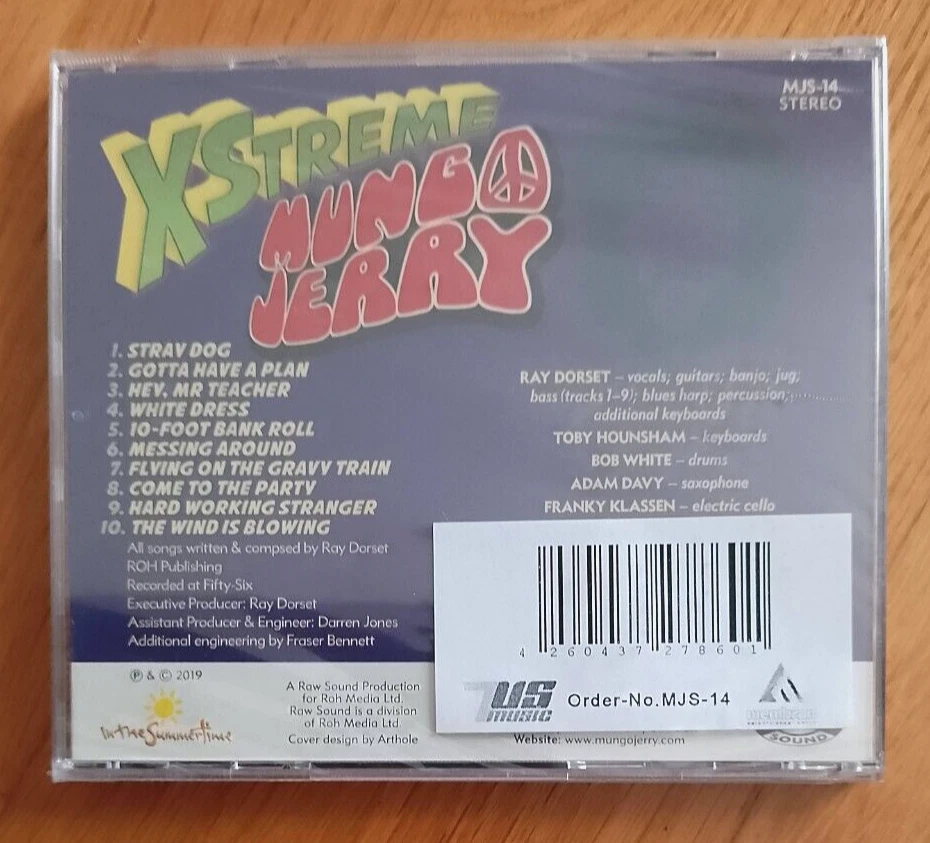 XSTREME
MUNGO
JERRY
MJS-14
STEREO
1. STRAY DOG
2. GOTTA HAVE A PLAN
3. HEY, MR TEACHER
4. WHITE DRESS
5. 10-FOOT BANK ROLL
6. MESSING AROUND
7. FLYING ON THE GRAVY TRAIN
8. COME TO THE PARTY
9. HARD WORKING STRANGER
10. THE WIND IS BLOWING
All songs written & compsed by Ray Dorset
ROH Publishing
Recorded at Fifty-Six
Executive Producer: Ray Dorset
Assistant Producer & Engineer: Darren Jones
Additional engineering by Fraser Bennett
RAY DORSET – vocals; guitars; banjo; jug;
bass (tracks 1–9); blues harp; percussion;
additional keyboards
TOBY HOUNSHAM – keyboards
BOB WHITE – drums
ADAM DAVY – saxophone
FRANKY KLASSEN – electric cello
4 260437 278601
7US
MUSIC
Order-No.MJS-14
membran
SOUND
℗ & © 2019
In The Summertime
A Raw Sound Production
for Roh Media Ltd.
Raw Sound is a division
of Roh Media Ltd.
Cover design by Arthole
Website: www.mungojerry.com